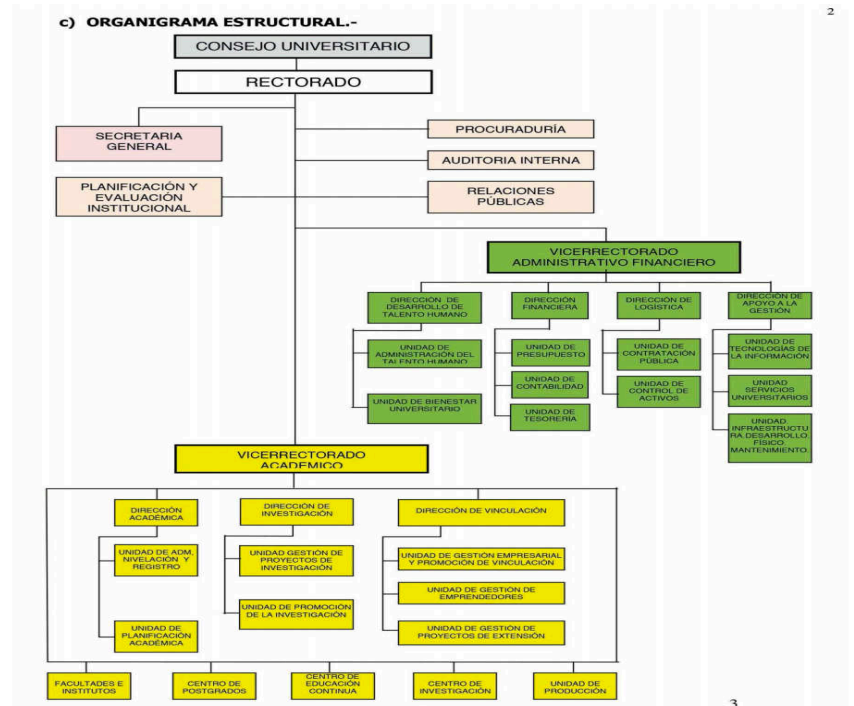 2
c) ORGANIGRAMA ESTRUCTURAL.-
CONSEJO UNIVERSITARIO
RECTORADO
SECRETARIA
GENERAL
PROCURADURÍA
AUDITORIA INTERNA
PLANIFICACIÓN Y
EVALUACIÓN
INSTITUCIONAL
RELACIONES
PÚBLICAS
VICERRECTORADO
ADMINISTRATIVO FINANCIERO
DIRECCIÓN DE
DESARROLLO DE
TALENTO HUMANO
UNIDAD DE
ADMINISTRACIÓN DEL
TALENTO HUMANO
UNIDAD DE BIENESTAR
UNIVERSITARIO
DIRECCIÓN
FINANCIERA
UNIDAD DE
PRESUPUESTO
UNIDAD DE
CONTABILIDAD
UNIDAD DE
TESORERÍA
DIRECCIÓN DE
LOGÍSTICA
UNIDAD DE
CONTRATACIÓN
PÚBLICA
UNIDAD DE
CONTROL DE
ACTIVOS
DIRECCIÓN DE
APOYO A LA
GESTIÓN
UNIDAD DE
TECNOLOGÍAS DE
LA INFORMACIÓN
UNIDAD
SERVICIOS
UNIVERSITARIOS
UNIDAD.
INFRAESTRUCTU
RA.DESARROLLO.
FÍSICO.
MANTENIMIENTO.
VICERRECTORADO
ACADEMICO
DIRECCIÓN
ACADÉMICA
UNIDAD DE ADM,
NIVELACIÓN Y
REGISTRO
UNIDAD DE
PLANIFICACIÓN
ACADÉMICA
DIRECCIÓN DE
INVESTIGACIÓN
UNIDAD GESTIÓN DE
PROYECTOS DE
INVESTIGACIÓN
UNIDAD DE PROMOCIÓN
DE LA INVESTIGACIÓN
DIRECCIÓN DE VINCULACIÓN
UNIDAD DE GESTIÓN EMPRESARIAL
Y PROMOCIÓN DE VINCULACIÓN
UNIDAD DE GESTIÓN DE
EMPRENDEDORES
UNIDAD DE GESTIÓN DE
PROYECTOS DE EXTENSIÓN
FACULTADES E
INSTITUTOS
CENTRO DE
POSTGRADOS
CENTRO DE
EDUCACIÓN
CONTINUA
CENTRO DE
INVESTIGACIÓN
UNIDAD DE
PRODUCCIÓN
3